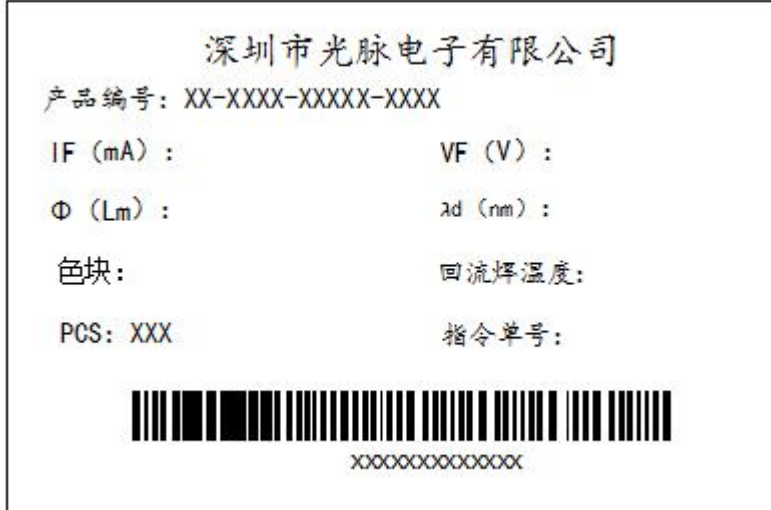 深圳市光脉电子有限公司
产品编号：XX-XXXX-XXXXX-XXXX
IF（mA）： VF（V）：
Φ（Lm）： λd（nm）：
色块： 回流焊温度：
PCS：XXX 指令单号：
XXXXXXXXXXXXX